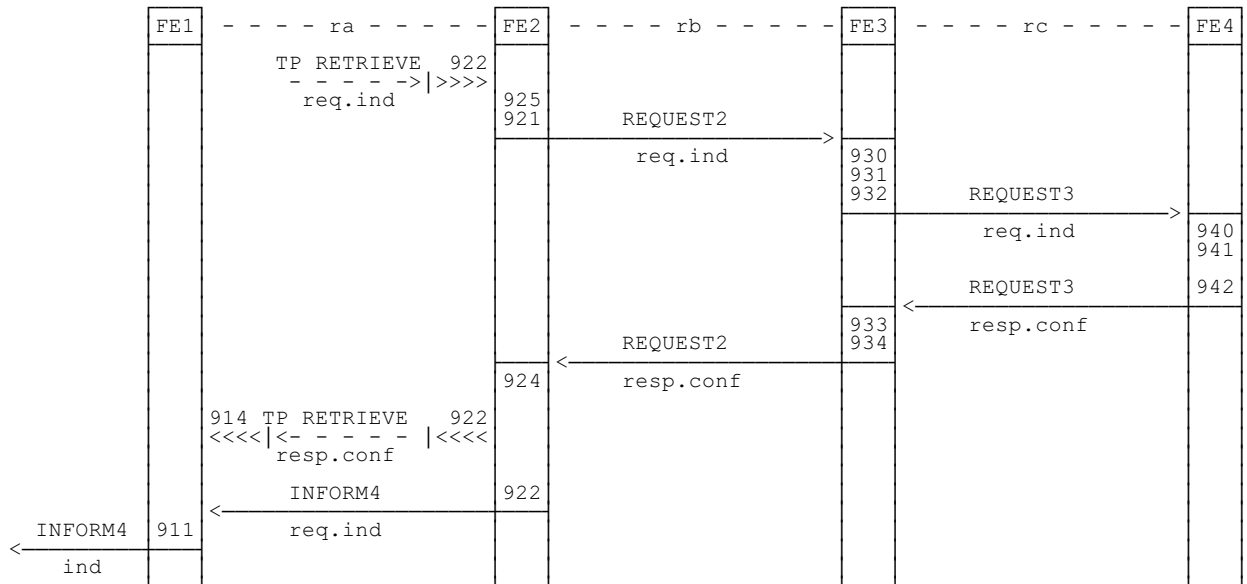 FE1 - - - - ra - - - - - FE2 - - - - rb - - - - - FE3 - - - - rc - - - - - FE4
TP RETRIEVE 922
- - - - ->|>>>>
req.ind 925
921 REQUEST2
req.ind 930
931
932 REQUEST3
req.ind 940
941
REQUEST3 942
933 resp.conf
REQUEST2 934
924 resp.conf
914 TP RETRIEVE 922
<<<<|<- - - - - |<<<<
resp.conf
INFORM4 922
INFORM4 911 req.ind
ind